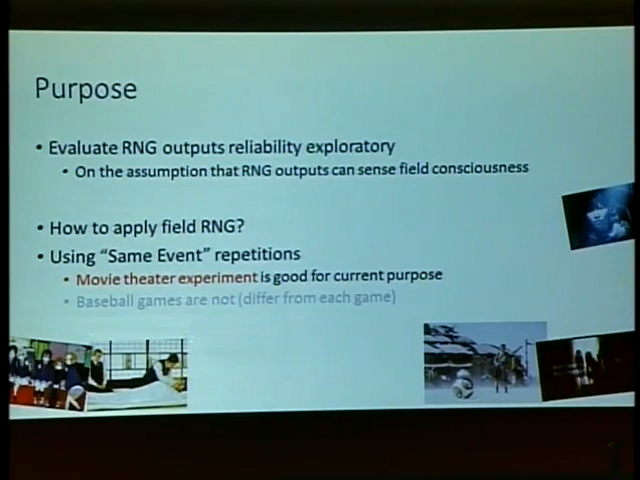 Purpose
• Evaluate RNG outputs reliability exploratory
• On the assumption that RNG outputs can sense field consciousness
• How to apply field RNG?
• Using “Same Event” repetitions
• Movie theater experiment is good for current purpose
• Baseball games are not (differ from each game)